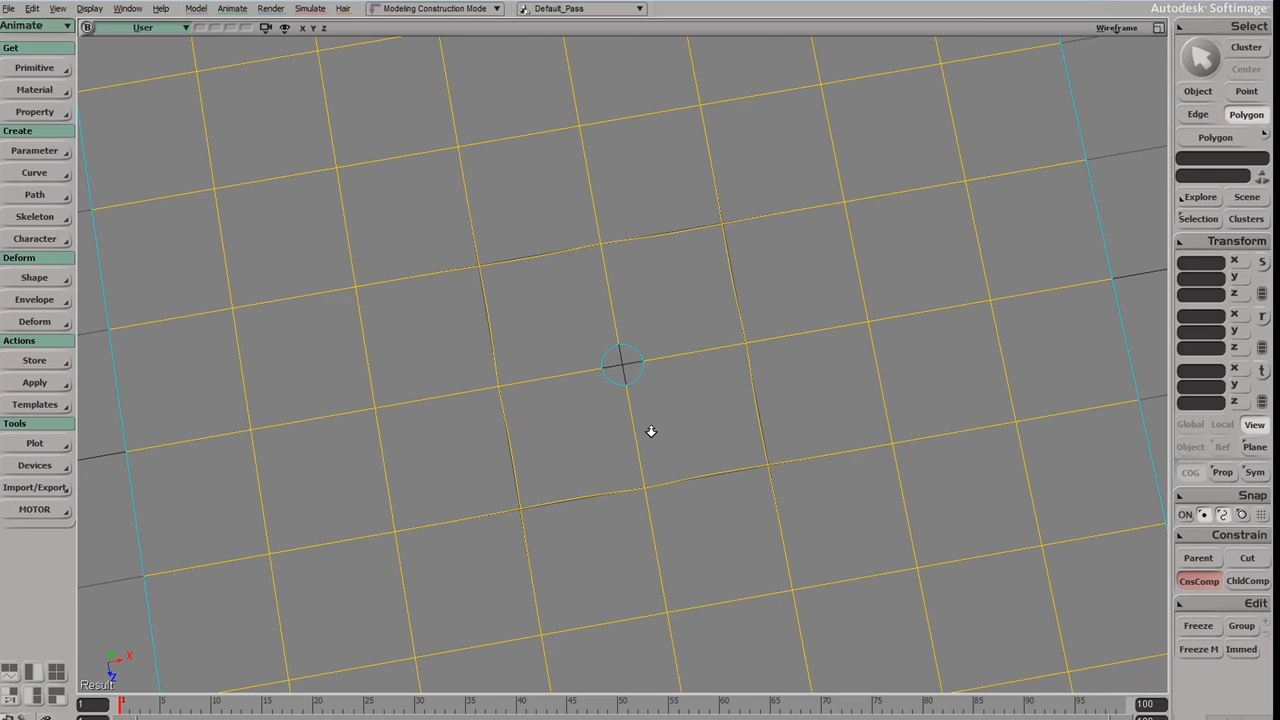 File Edit View Display Window Help Model Animate Render Simulate Hair Modeling Construction Mode Default_Pass Autodesk Softimage
Animate
B User X Y Z Wireframe
Get
Primitive
Material
Property
Create
Parameter
Curve
Path
Skeleton
Character
Deform
Shape
Envelope
Deform
Actions
Store
Apply
Templates
Tools
Plot
Devices
Import/Export
MOTOR
Select
Cluster
Center
Object Point
Edge Polygon
Polygon
Explore Scene
Selection Clusters
Transform
x s
y
z
x r
y
z
x t
y
z
Global Local View
Object Ref Plane
COG Prop Sym
Snap
ON
Constrain
Parent Cut
CnsComp ChldComp
Edit
Freeze Group
Freeze M Immed
X
Z
Result
1 1 5 10 15 20 25 30 35 40 45 50 55 60 65 70 75 80 85 90 95 100